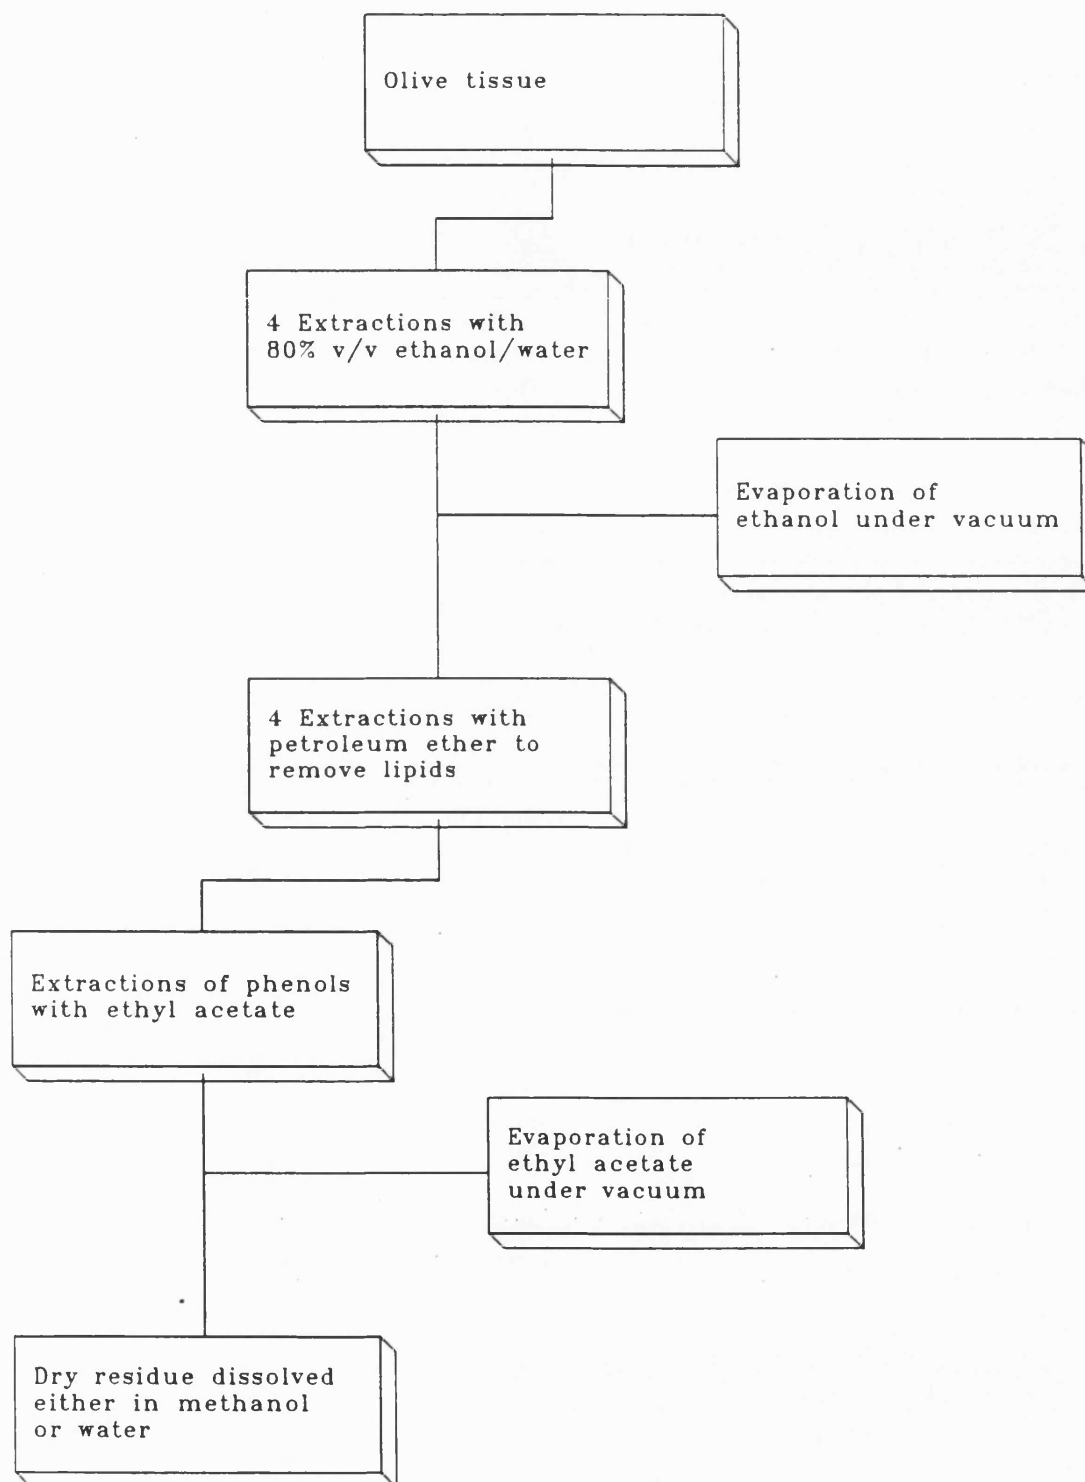 Olive tissue
4 Extractions with
80% v/v ethanol/water
Evaporation of
ethanol under vacuum
4 Extractions with
petroleum ether to
remove lipids
Extractions of phenols
with ethyl acetate
Evaporation of
ethyl acetate
under vacuum
Dry residue dissolved
either in methanol
or water